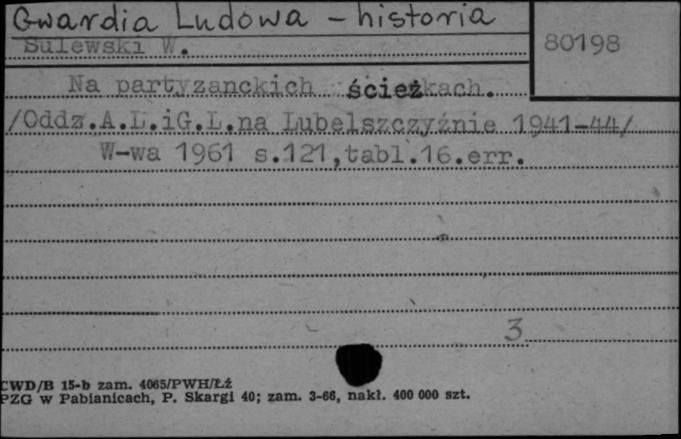 Gwardia Ludowa - historia
Sulewski W.
80198
Na partyzanckich ścieżkach.
/Oddz.A.L.iG.L.na Lubelszczyźnie 1941-44/
W-wa 1961 s.121,tabl.16.err.
3
CWD/B 15-b zam. 4065/PWH/Łź
PZG w Pabianicach, P. Skargi 40; zam. 3-66, nakł. 400 000 szt.